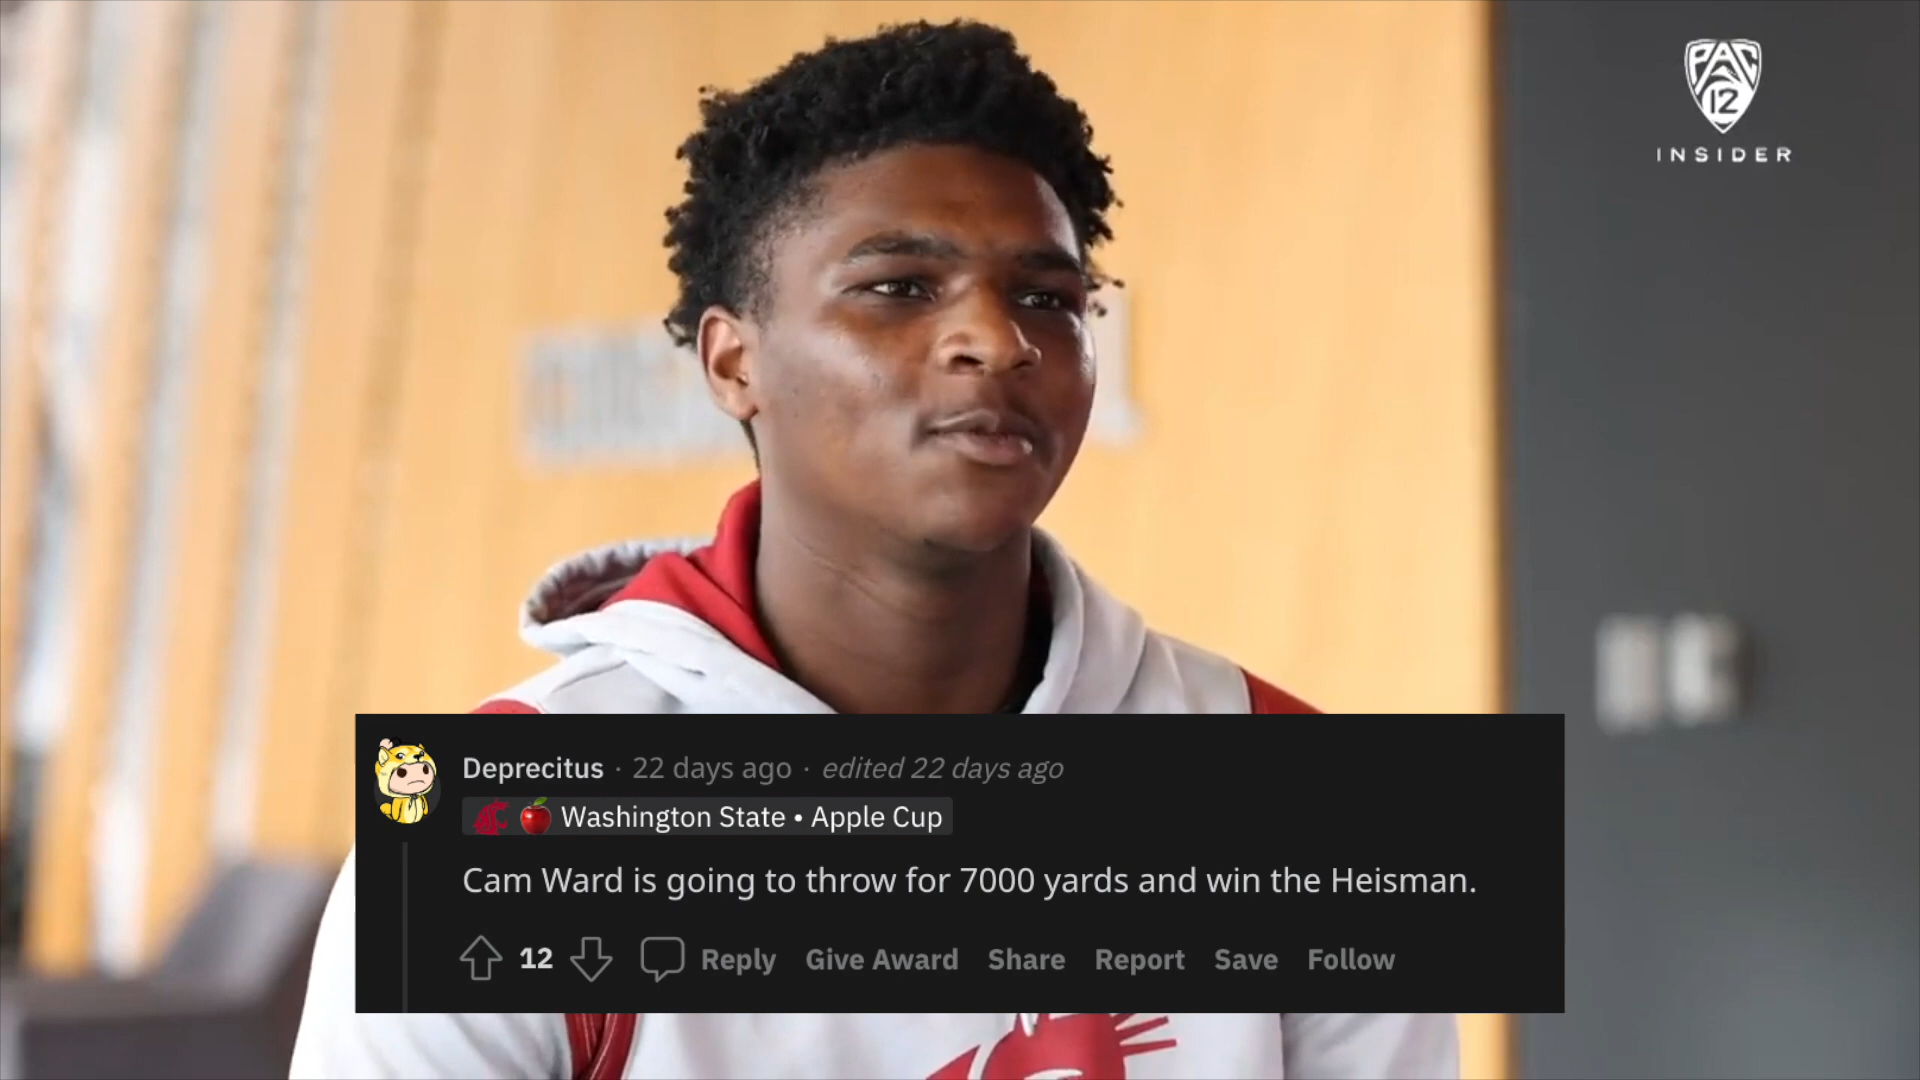 PAC
12
INSIDER
Deprecitus · 22 days ago · edited 22 days ago
Washington State • Apple Cup
Cam Ward is going to throw for 7000 yards and win the Heisman.
12 Reply Give Award Share Report Save Follow